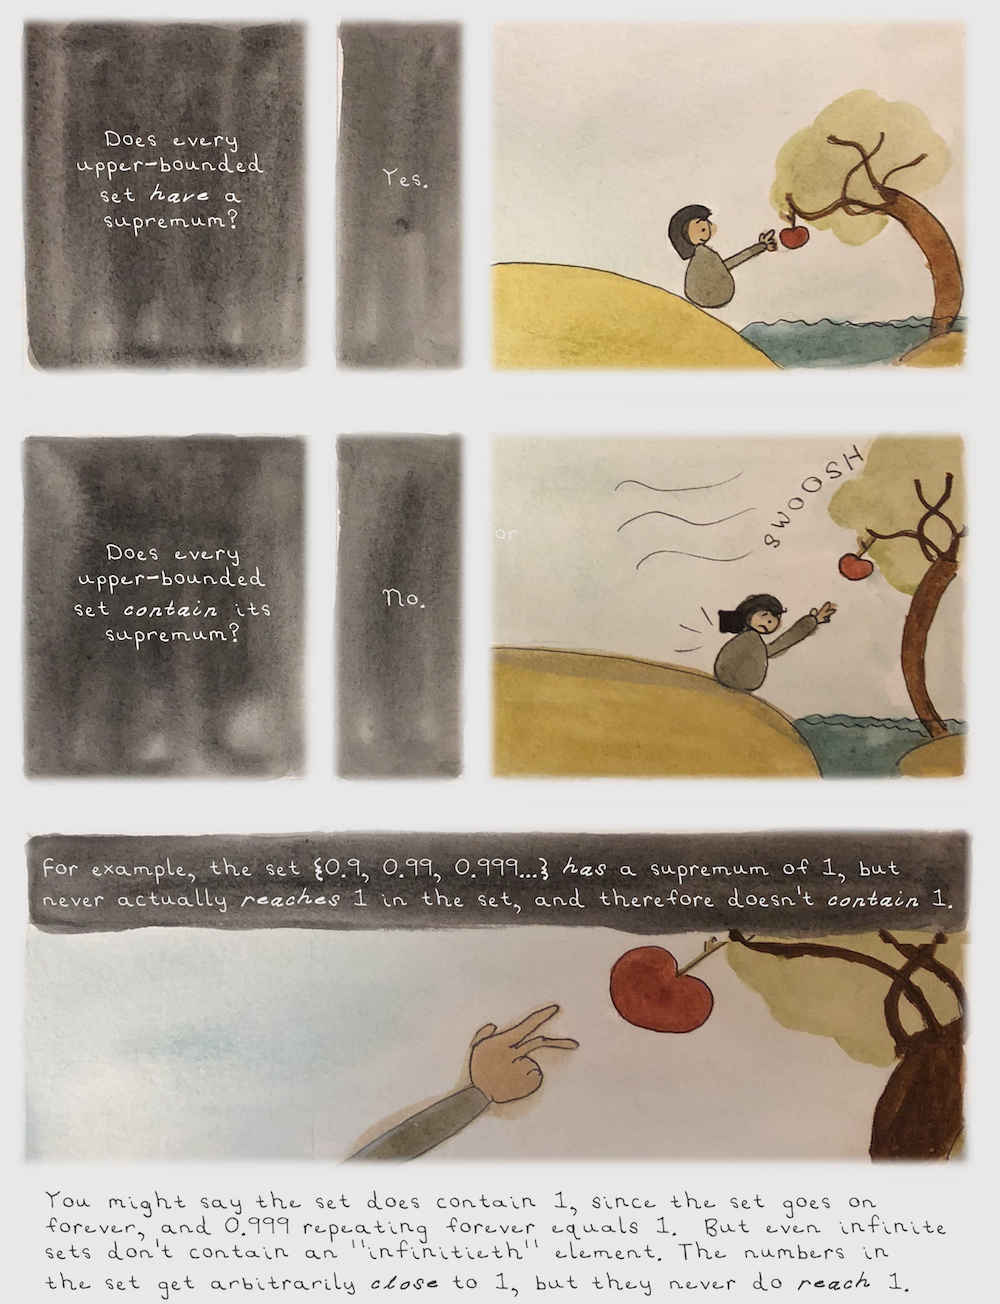 Does every
upper-bounded
set have a
supremum?
Yes.
Does every
upper-bounded
set contain its
supremum?
No.
or
SWOOSH
For example, the set {0.9, 0.99, 0.999...} has a supremum of 1, but
never actually reaches 1 in the set, and therefore doesn't contain 1.
You might say the set does contain 1, since the set goes on
forever, and 0.999 repeating forever equals 1. But even infinite
sets don't contain an "infinitieth" element. The numbers in
the set get arbitrarily close to 1, but they never do reach 1.